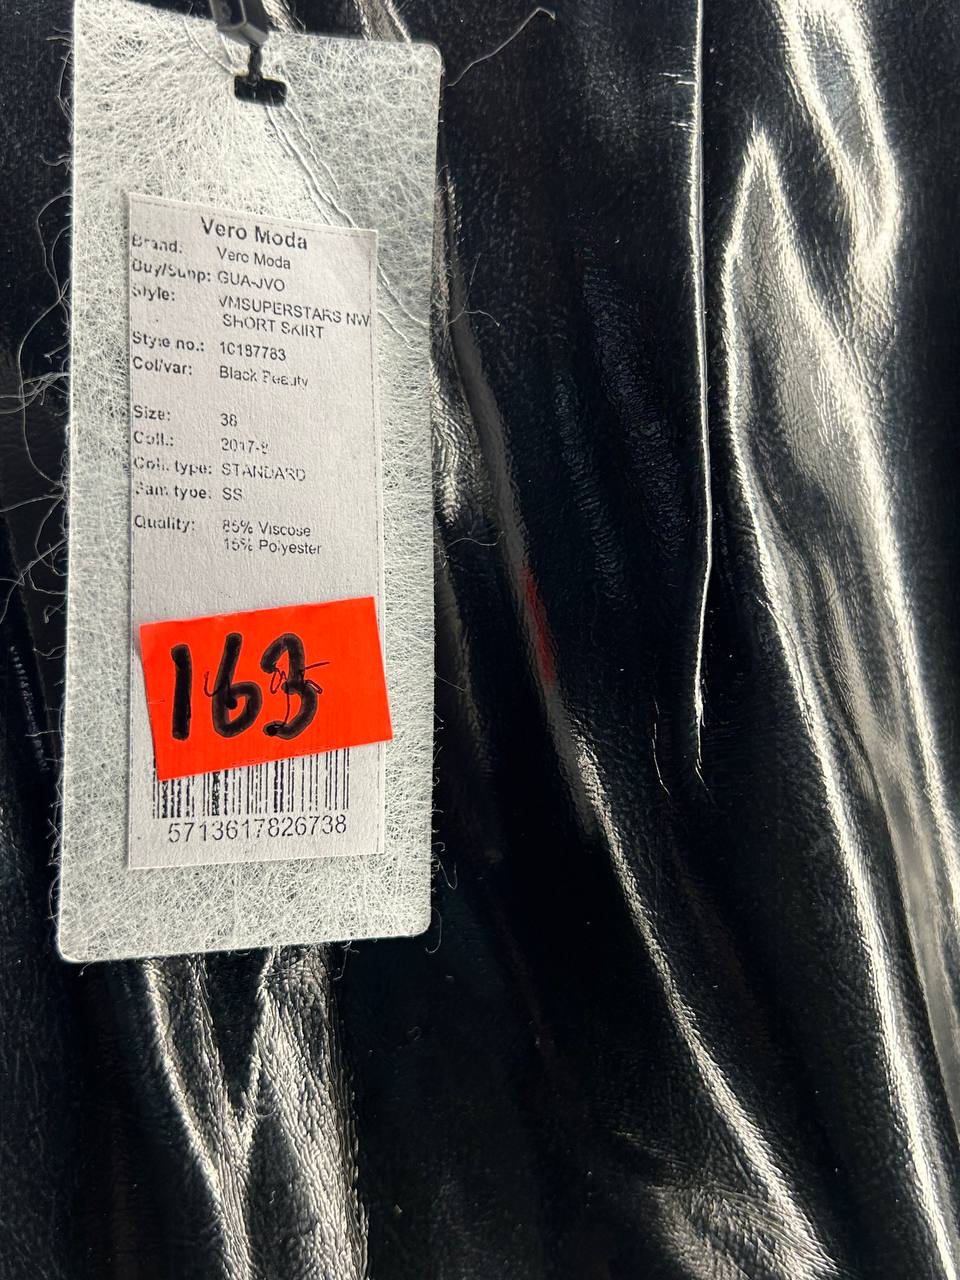 Vero Moda
Brand: Vero Moda
Buy/Supp: GUA-JVO
Style: VMSUPERSTARS NW
SHORT SKIRT
Style no.: 10187783
Col/var: Black Beauty
Size: 38
Coll.: 2017-9
Coll. type: STANDARD
Sam. type: SS
Quality: 85% Viscose
15% Polyester
163
5713617826738